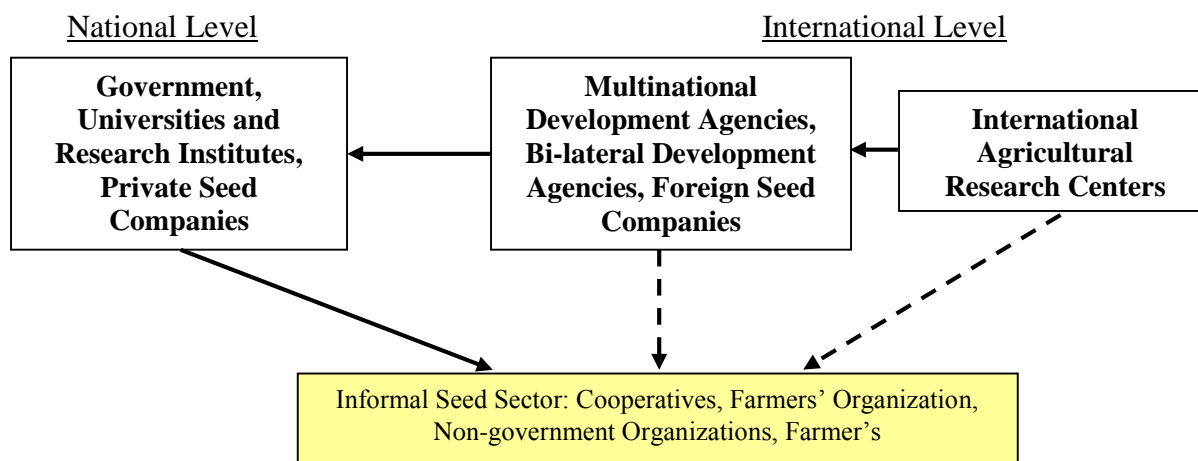 National Level
International Level
Government,
Universities and
Research Institutes,
Private Seed
Companies
Multinational
Development Agencies,
Bi-lateral Development
Agencies, Foreign Seed
Companies
International
Agricultural
Research Centers
Informal Seed Sector: Cooperatives, Farmers’ Organization,
Non-government Organizations, Farmer’s